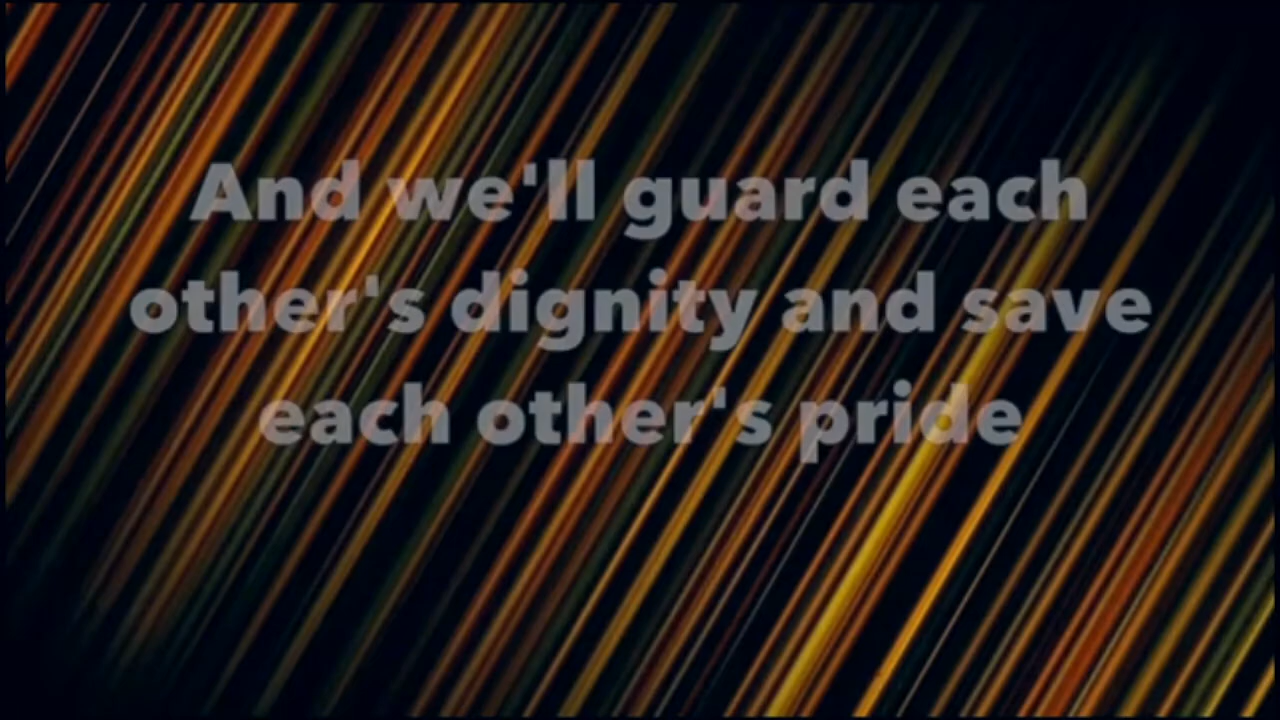 And we'll guard each
other's dignity and save
each other's pride